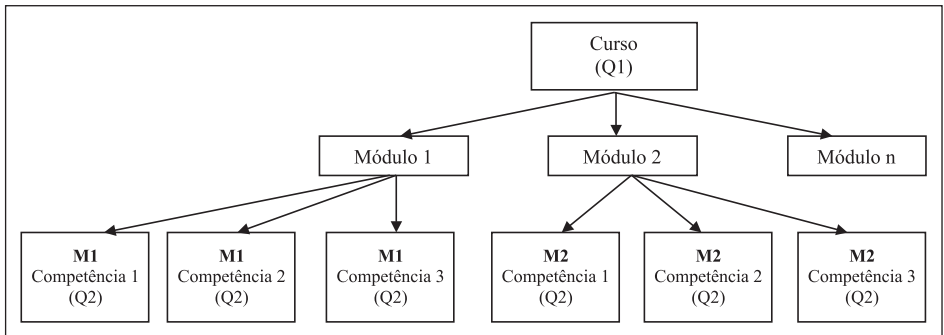 Curso
(Q1)
Módulo 1
Módulo 2
Módulo n
M1
Competência 1
(Q2)
M1
Competência 2
(Q2)
M1
Competência 3
(Q2)
M2
Competência 1
(Q2)
M2
Competência 2
(Q2)
M2
Competência 3
(Q2)